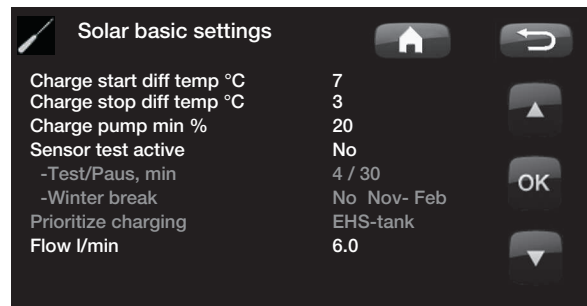 Solar basic settings
Charge start diff temp °C 7
Charge stop diff temp °C 3
Charge pump min % 20
Sensor test active No
-Test/Paus, min 4 / 30
-Winter break No Nov- Feb
OK
Prioritize charging EHS-tank
Flow l/min 6.0